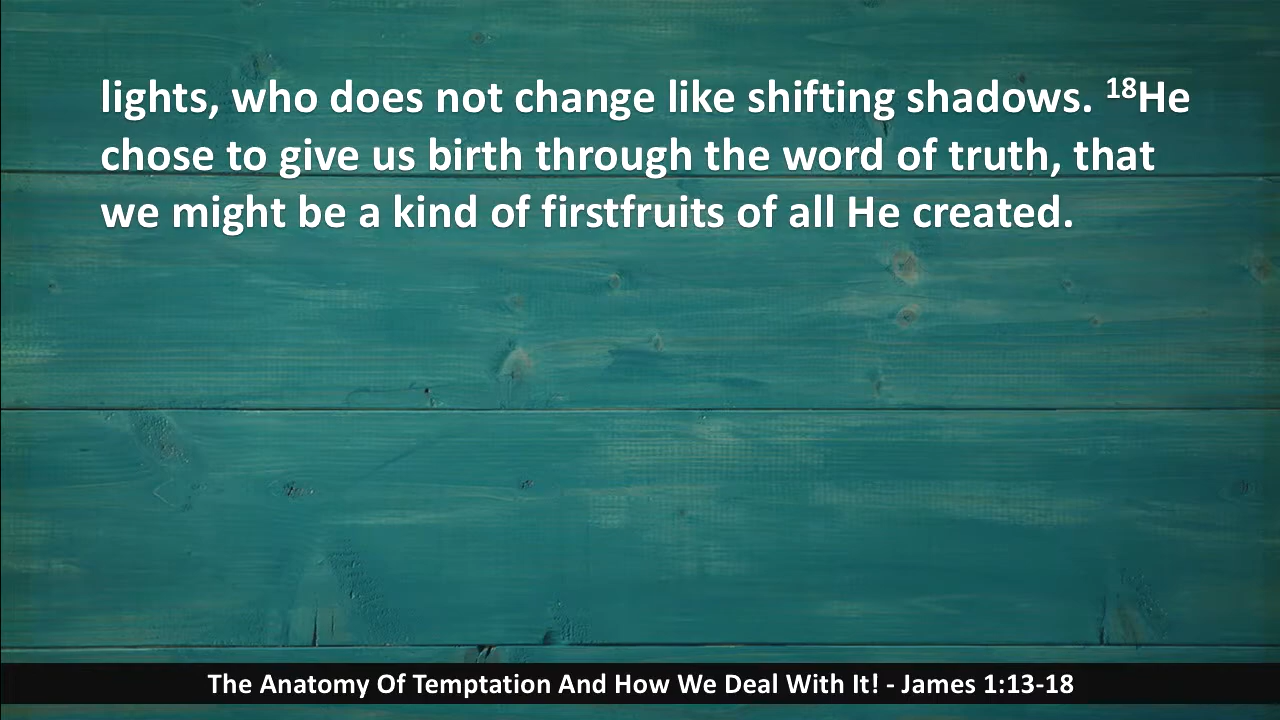 lights, who does not change like shifting shadows. ¹⁸He
chose to give us birth through the word of truth, that
we might be a kind of firstfruits of all He created.
The Anatomy Of Temptation And How We Deal With It! - James 1:13-18